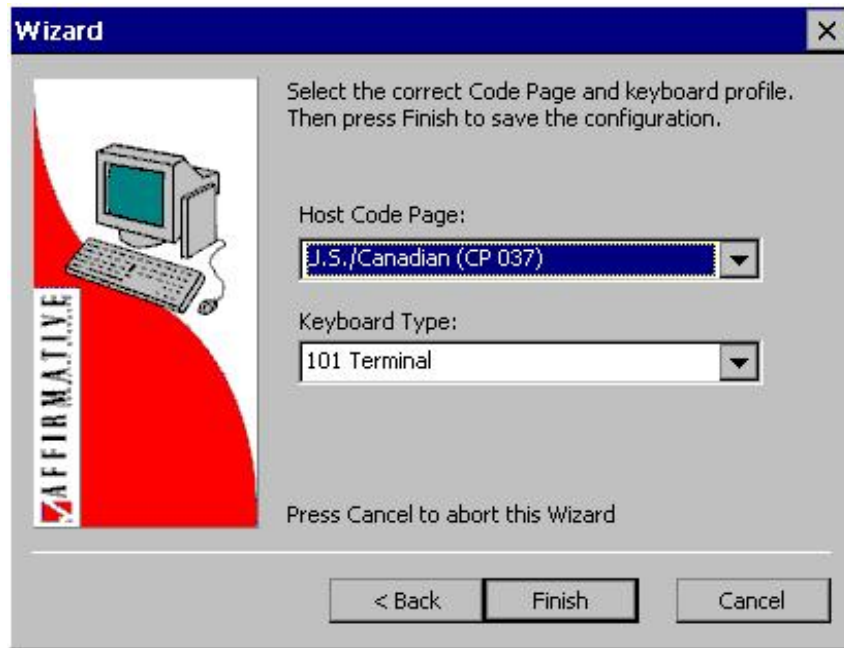 Wizard
Select the correct Code Page and keyboard profile.
Then press Finish to save the configuration.
Host Code Page:
J.S./Canadian (CP 037)
Keyboard Type:
101 Terminal
AFFIRMATIVE
Press Cancel to abort this Wizard
< Back
Finish
Cancel